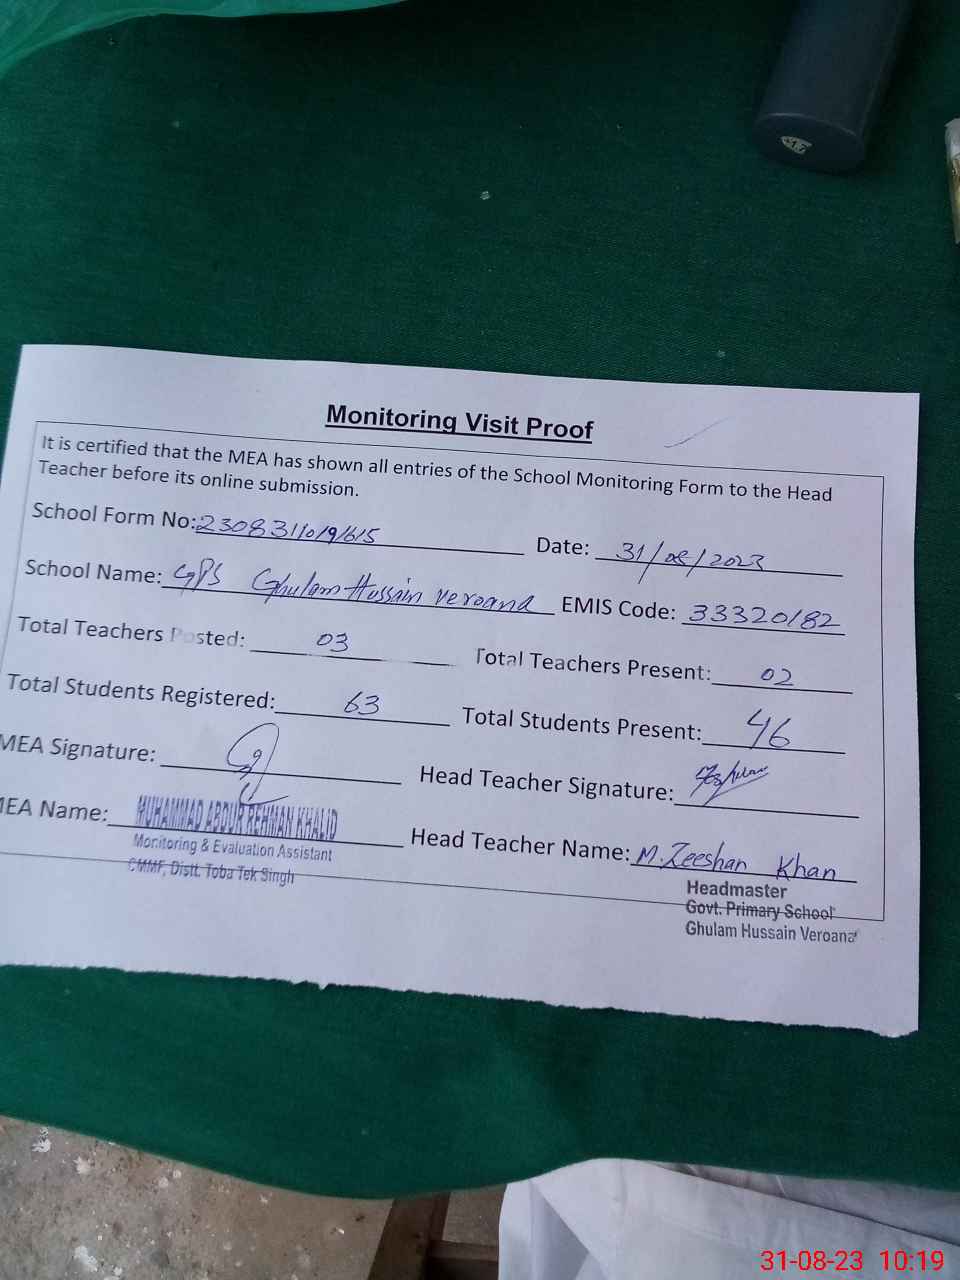 +1.7
Monitoring Visit Proof
It is certified that the MEA has shown all entries of the School Monitoring Form to the Head
Teacher before its online submission.
School Form No: 23083110191615 Date: 31/08/2023
School Name: GPS Ghulam Hussain Veroana EMIS Code: 33320182
Total Teachers Posted: 03 Total Teachers Present: 02
Total Students Registered: 63 Total Students Present: 46
MEA Signature: Head Teacher Signature:
MEA Name: MUHAMMAD ABDUR REHMAN KHALID Head Teacher Name: M. Zeeshan Khan
Monitoring & Evaluation Assistant
CMMF, Distt. Toba Tek Singh
Headmaster
Govt. Primary School
Ghulam Hussain Veroana
31-08-23 10:19